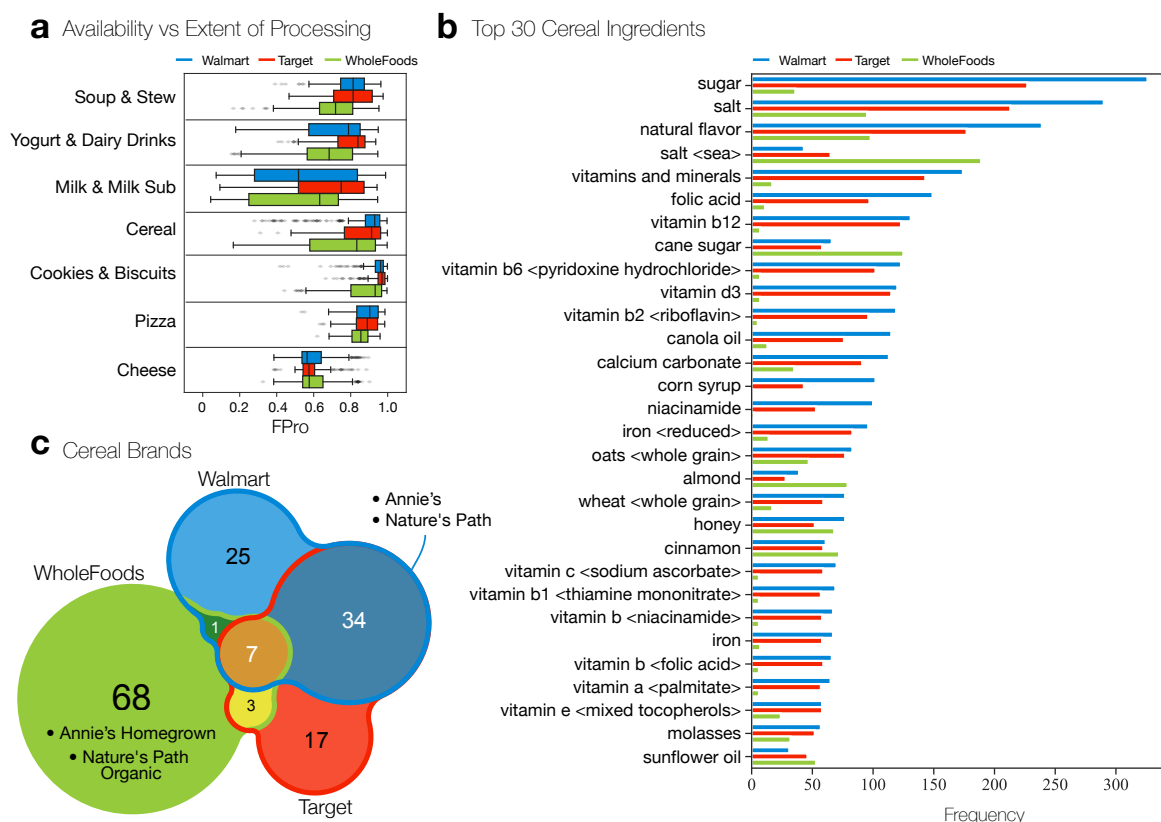 a Availability vs Extent of Processing
Walmart Target WholeFoods
Soup & Stew
Yogurt & Dairy Drinks
Milk & Milk Sub
Cereal
Cookies & Biscuits
Pizza
Cheese
0 0.2 0.4 0.6 0.8 1.0
FPro
b Top 30 Cereal Ingredients
Walmart Target WholeFoods
sugar
salt
natural flavor
salt <sea>
vitamins and minerals
folic acid
vitamin b12
cane sugar
vitamin b6 <pyridoxine hydrochloride>
vitamin d3
vitamin b2 <riboflavin>
canola oil
calcium carbonate
corn syrup
niacinamide
iron <reduced>
oats <whole grain>
almond
wheat <whole grain>
honey
cinnamon
vitamin c <sodium ascorbate>
vitamin b1 <thiamine mononitrate>
vitamin b <niacinamide>
iron
vitamin b <folic acid>
vitamin a <palmitate>
vitamin e <mixed tocopherols>
molasses
sunflower oil
0 50 100 150 200 250 300
Frequency
c Cereal Brands
Walmart
• Annie's
• Nature's Path
25
WholeFoods
34
1
7
68
3
• Annie's Homegrown
• Nature's Path
Organic
17
Target